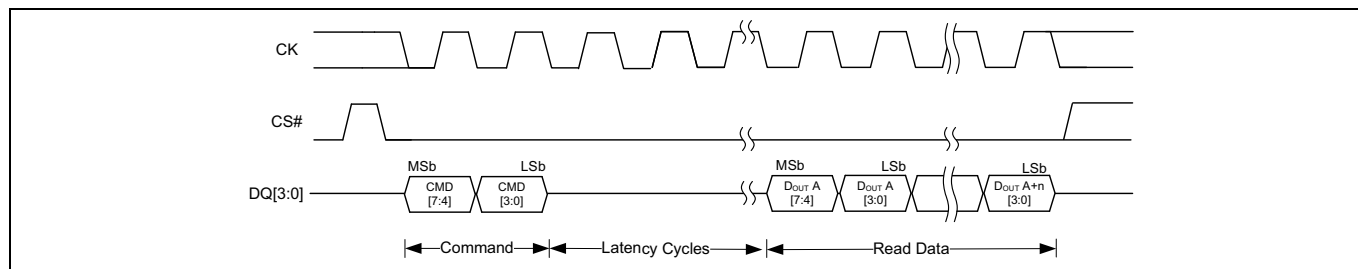 CK
CS#
MSb LSb MSb LSb LSb
DQ[3:0] CMD CMD DOUT A DOUT A DOUT A+n
[7:4] [3:0] [7:4] [3:0] [3:0]
Command Latency Cycles Read Data